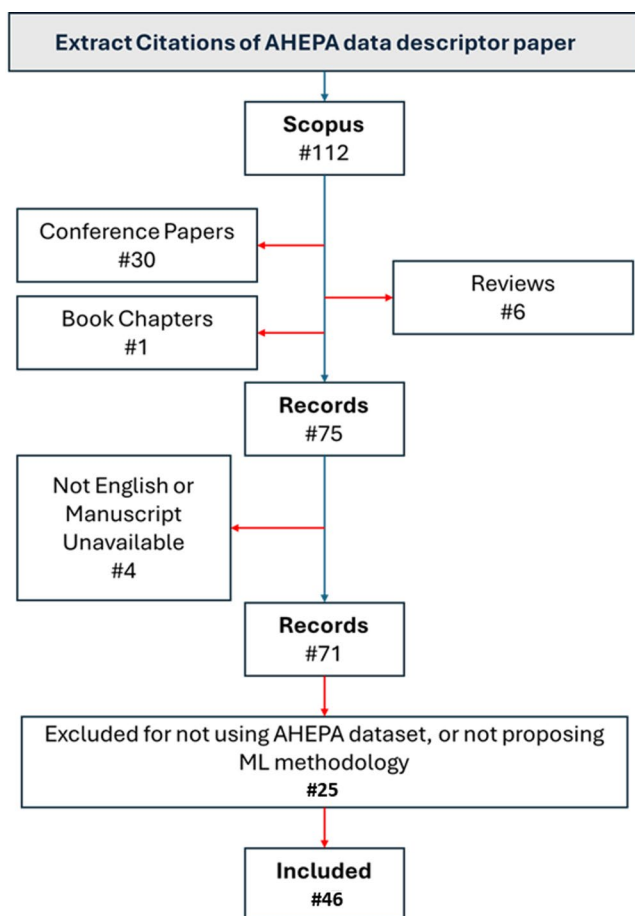 Extract Citations of AHEPA data descriptor paper
Scopus
#112
Conference Papers
#30
Reviews
#6
Book Chapters
#1
Records
#75
Not English or
Manuscript
Unavailable
#4
Records
#71
Excluded for not using AHEPA dataset, or not proposing
ML methodology
#25
Included
#46